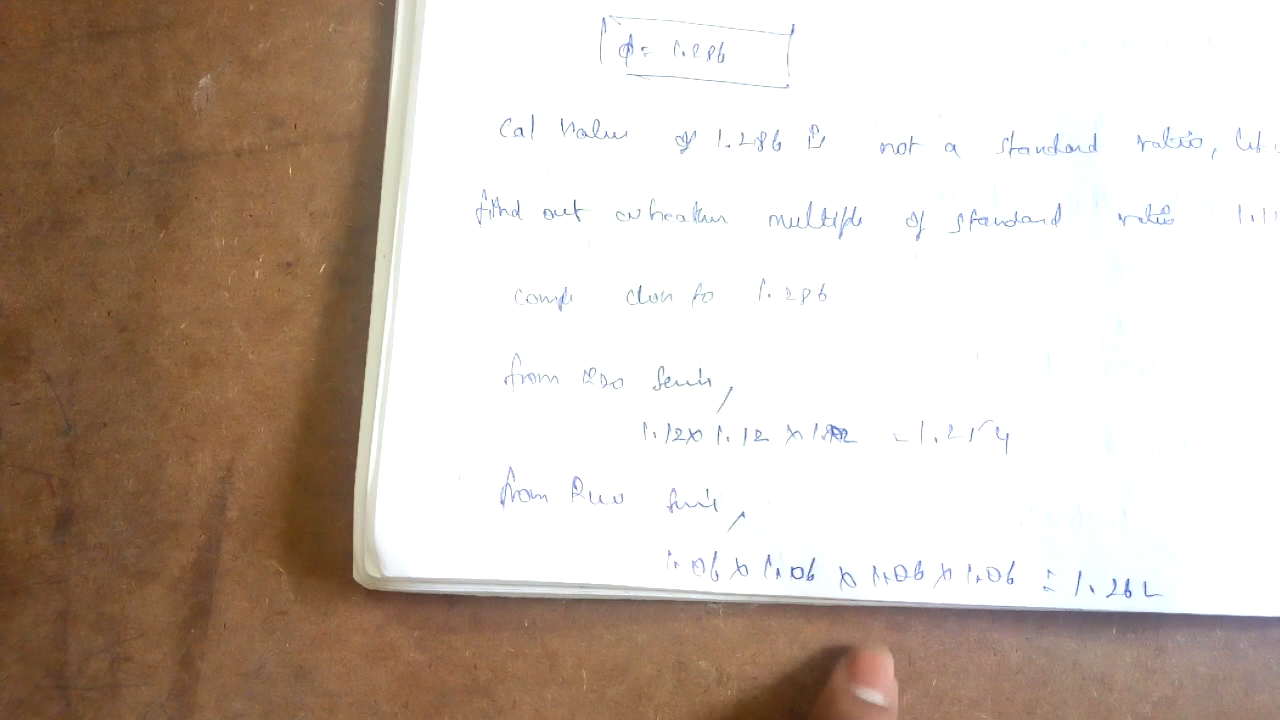 ϕ = 1.286
Cal Value of 1.286 is not a standard ratio, let
find out whether multiple of standard ratio 1.1
comes close to 1.286
from R20 Series,
1.12 x 1.12 x = 1.254
from R40 Series,
1.06 x 1.06 x 1.06 x 1.06 = 1.262